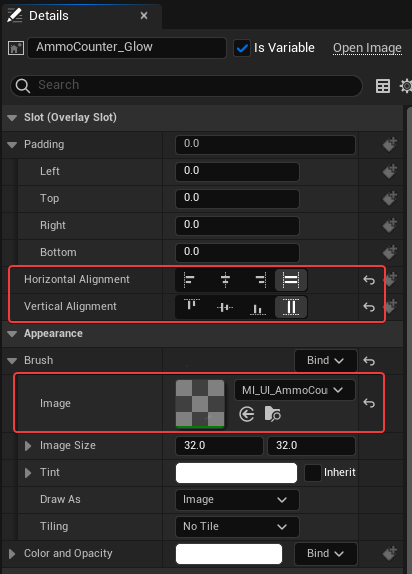 Details
AmmoCounter_Glow
Is Variable
Open Image
Search
Slot (Overlay Slot)
Padding 0.0
Left 0.0
Top 0.0
Right 0.0
Bottom 0.0
Horizontal Alignment
Vertical Alignment
Appearance
Brush Bind
Image MI_UI_AmmoCou
Image Size 32.0 32.0
Tint Inherit
Draw As Image
Tiling No Tile
Color and Opacity Bind